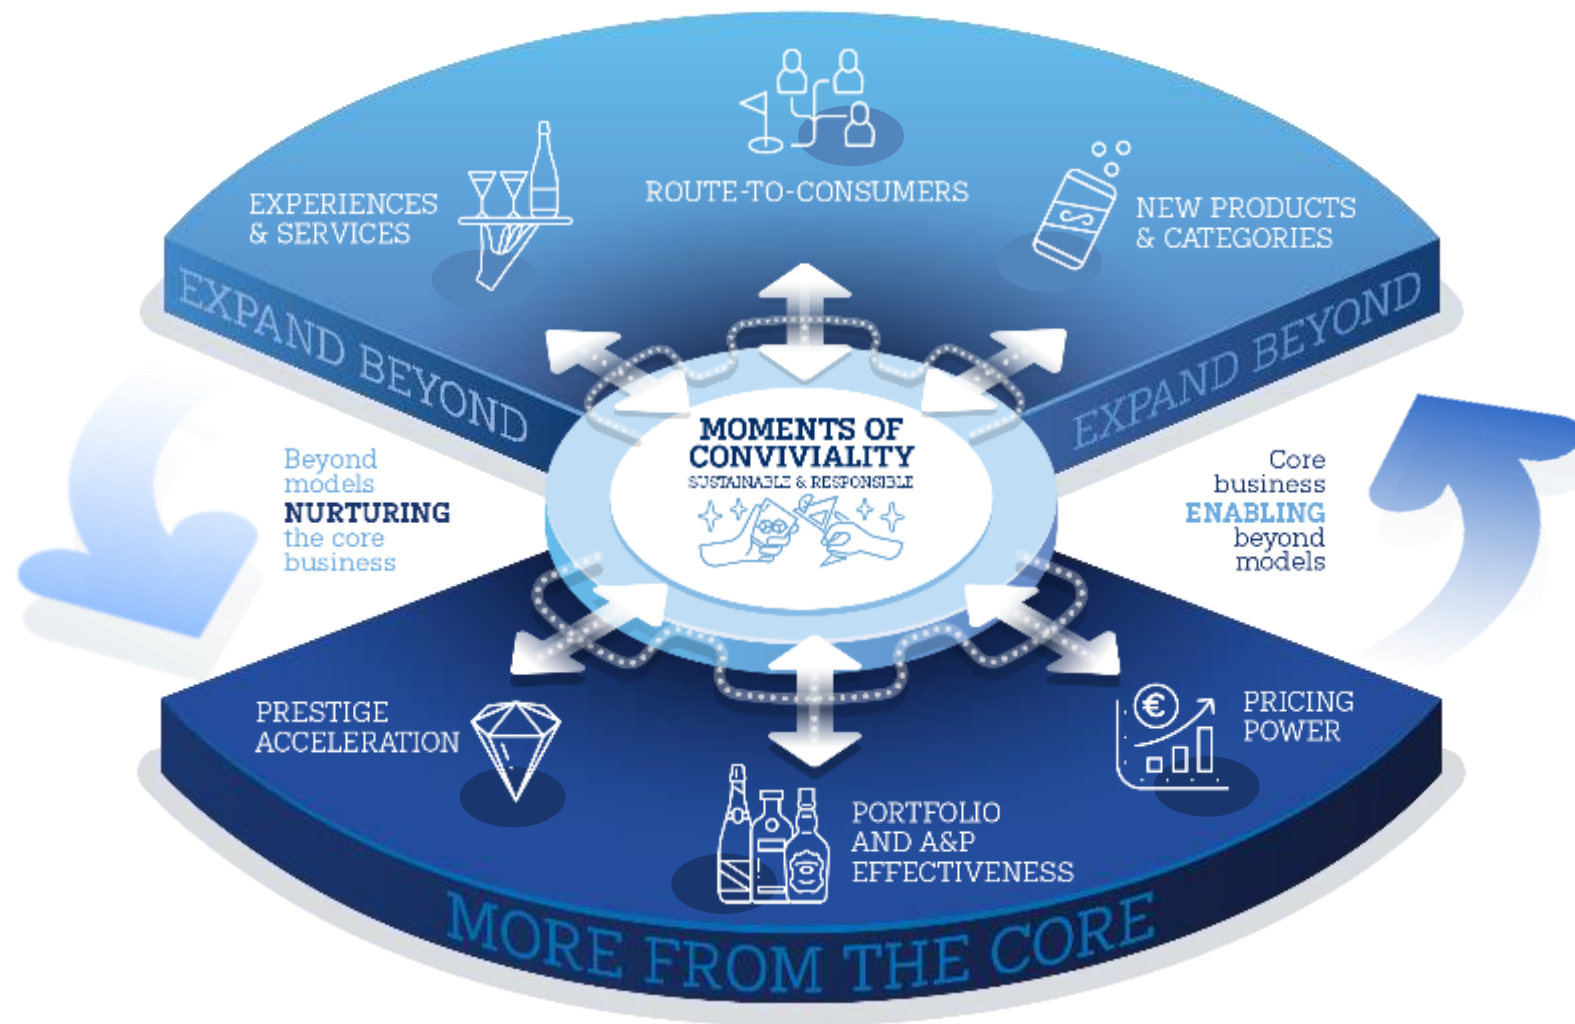 ROUTE-TO-CONSUMERS
EXPERIENCES
& SERVICES
NEW PRODUCTS
& CATEGORIES
EXPAND BEYOND
EXPAND BEYOND
MOMENTS OF
CONVIVIALITY
SUSTAINABLE & RESPONSIBLE
Beyond
models
NURTURING
the core
business
Core
business
ENABLING
beyond
models
PRESTIGE
ACCELERATION
€
PRICING
POWER
PORTFOLIO
AND A&P
EFFECTIVENESS
MORE FROM THE CORE